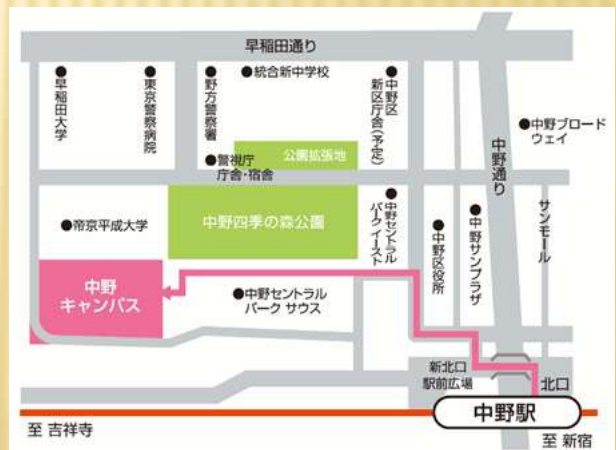 早稲田通り
早稲田大学
東京警察病院
野方警察署
統合新中学校
中野区
新区庁舎(予定)
中野通り
中野ブロード
ウェイ
公園拡張地
警視庁
庁舎・宿舎
帝京平成大学
中野四季の森公園
中野セントラル
パーク イースト
中野区役所
中野サンプラザ
サンモール
中野
キャンパス
中野セントラル
パーク サウス
新北口
駅前広場
北口
中野駅
至 吉祥寺
至 新宿